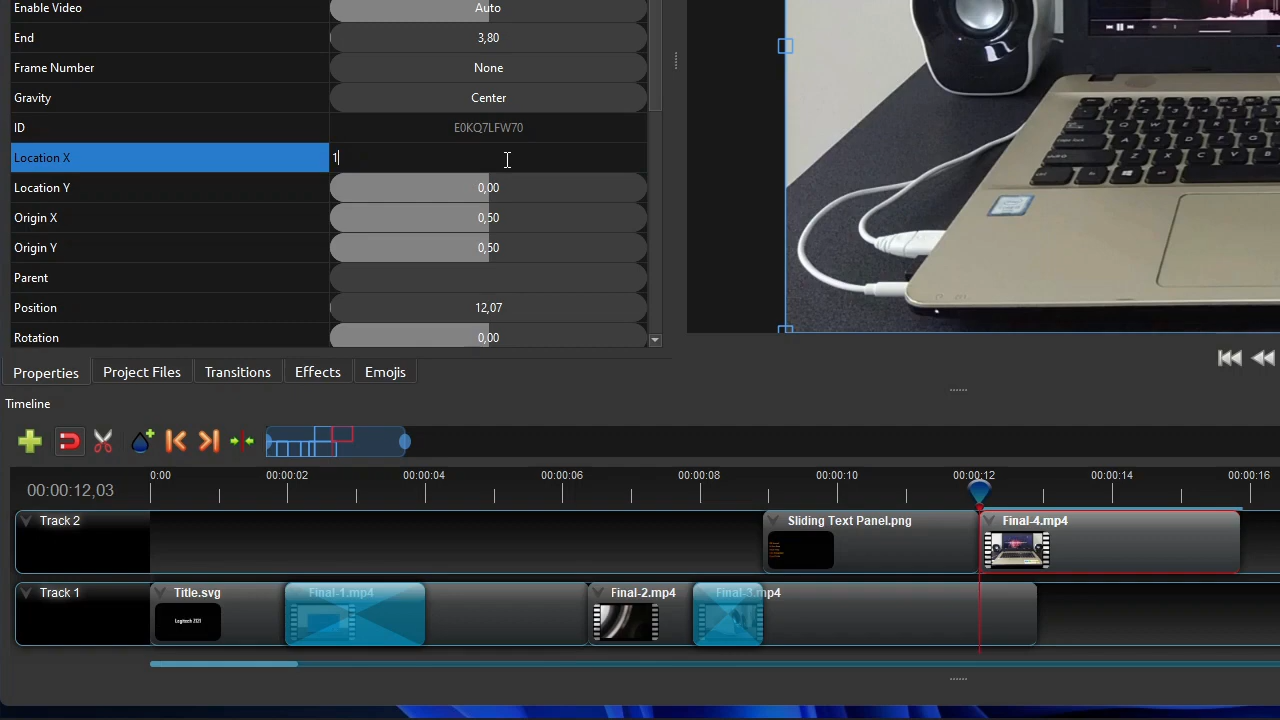 Enable Video Auto
End 3,80
Frame Number None
Gravity Center
ID E0KQ7LFW70
Location X 1
Location Y 0,00
Origin X 0,50
Origin Y 0,50
Parent
Position 12,07
Rotation 0,00
Properties Project Files Transitions Effects Emojis
Timeline
00:00:12,03
0:00 00:00:02 00:00:04 00:00:06 00:00:08 00:00:10 00:00:12 00:00:14 00:00:16
Track 2 Sliding Text Panel.png Final-4.mp4
Track 1 Title.svg Final-1.mp4 Final-2.mp4 Final-3.mp4
Logitech Z121